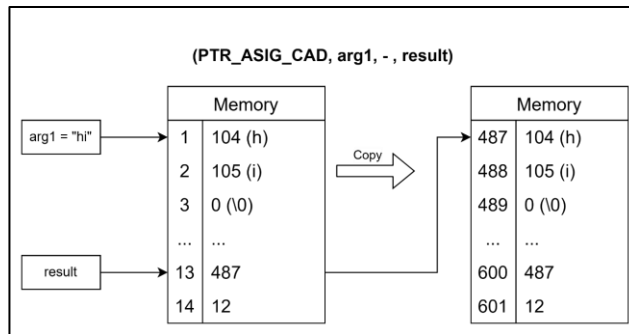 (PTR_ASIG_CAD, arg1, - , result)
Memory
Memory
arg1 = "hi"
1 104 (h)
Copy
487 104 (h)
2 105 (i)
488 105 (i)
3 0 (\0)
489 0 (\0)
... ...
... ...
result
13 487
600 487
14 12
601 12